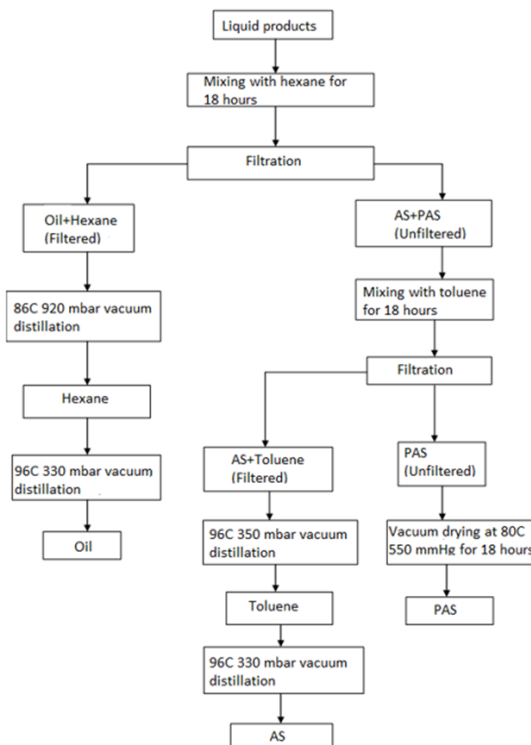 Liquid products
Mixing with hexane for
18 hours
Filtration
Oil+Hexane
(Filtered)
AS+PAS
(Unfiltered)
86C 920 mbar vacuum
distillation
Mixing with toluene
for 18 hours
Hexane
Filtration
96C 330 mbar vacuum
distillation
AS+Toluene
(Filtered)
PAS
(Unfiltered)
Oil
96C 350 mbar vacuum
distillation
Vacuum drying at 80C
550 mmHg for 18 hours
Toluene
PAS
96C 330 mbar vacuum
distillation
AS